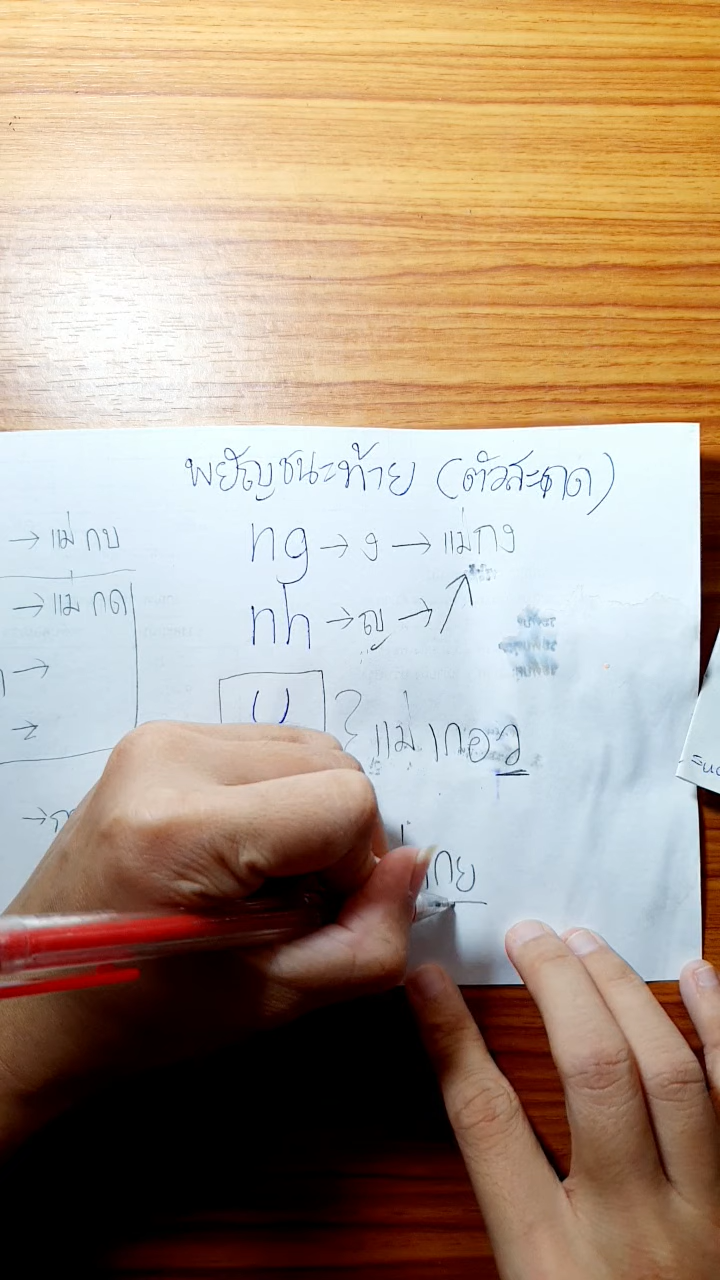 พยัญชนะท้าย (ตัวสะกด)
→ แม่ กบ
ng → ง → แม่กง
→ แม่ กด
nh → ญ → ↗
→
→
U } แม่ เกอว
→
กย